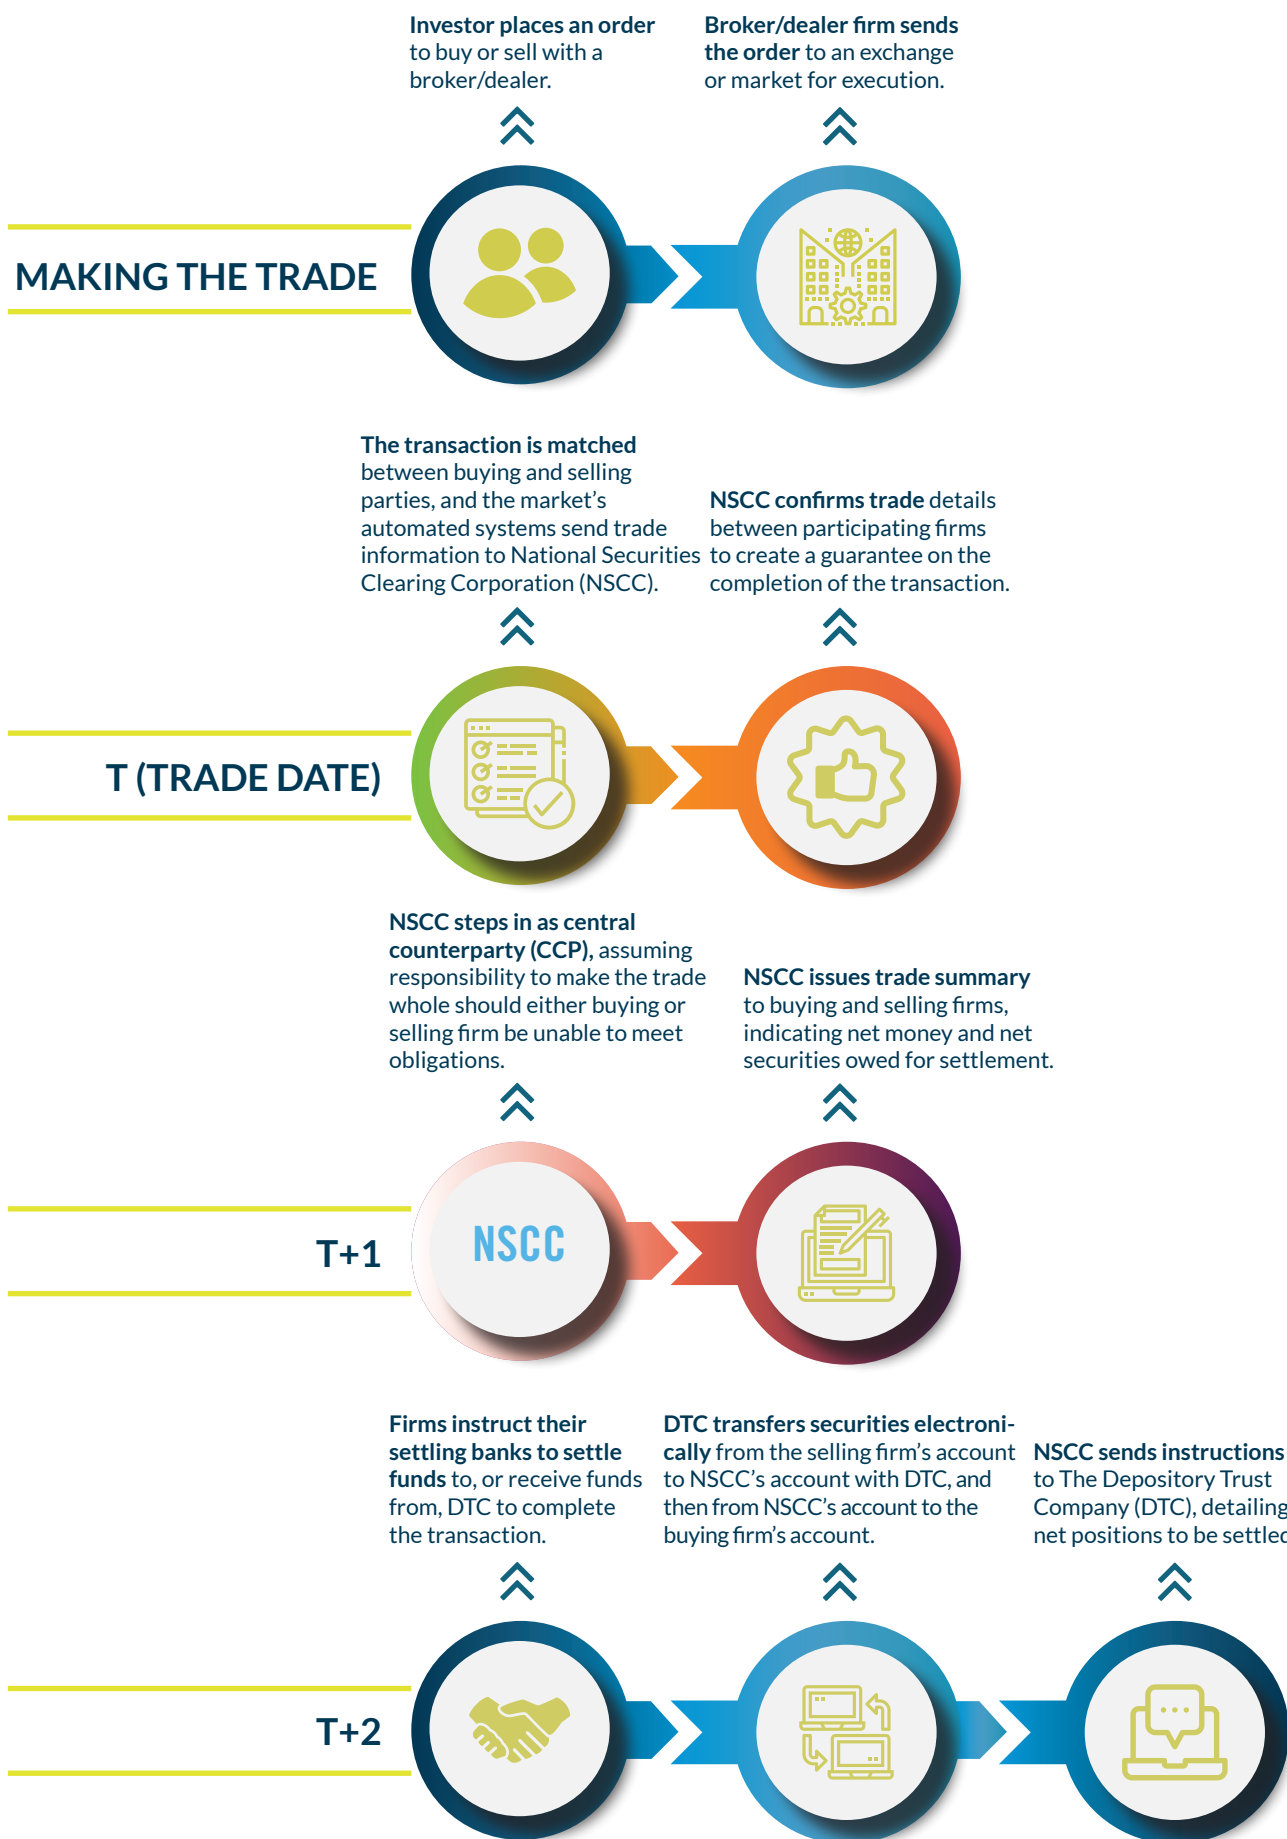 Investor places an order
to buy or sell with a
broker/dealer.
Broker/dealer firm sends
the order to an exchange
or market for execution.
MAKING THE TRADE
The transaction is matched
between buying and selling
parties, and the market’s
automated systems send trade
information to National Securities
Clearing Corporation (NSCC).
NSCC confirms trade details
between participating firms
to create a guarantee on the
completion of the transaction.
T (TRADE DATE)
NSCC steps in as central
counterparty (CCP), assuming
responsibility to make the trade
whole should either buying or
selling firm be unable to meet
obligations.
NSCC issues trade summary
to buying and selling firms,
indicating net money and net
securities owed for settlement.
T+1
NSCC
Firms instruct their
settling banks to settle
funds to, or receive funds
from, DTC to complete
the transaction.
DTC transfers securities electroni-
cally from the selling firm’s account
to NSCC’s account with DTC, and
then from NSCC’s account to the
buying firm’s account.
NSCC sends instructions
to The Depository Trust
Company (DTC), detailing
net positions to be settled
T+2